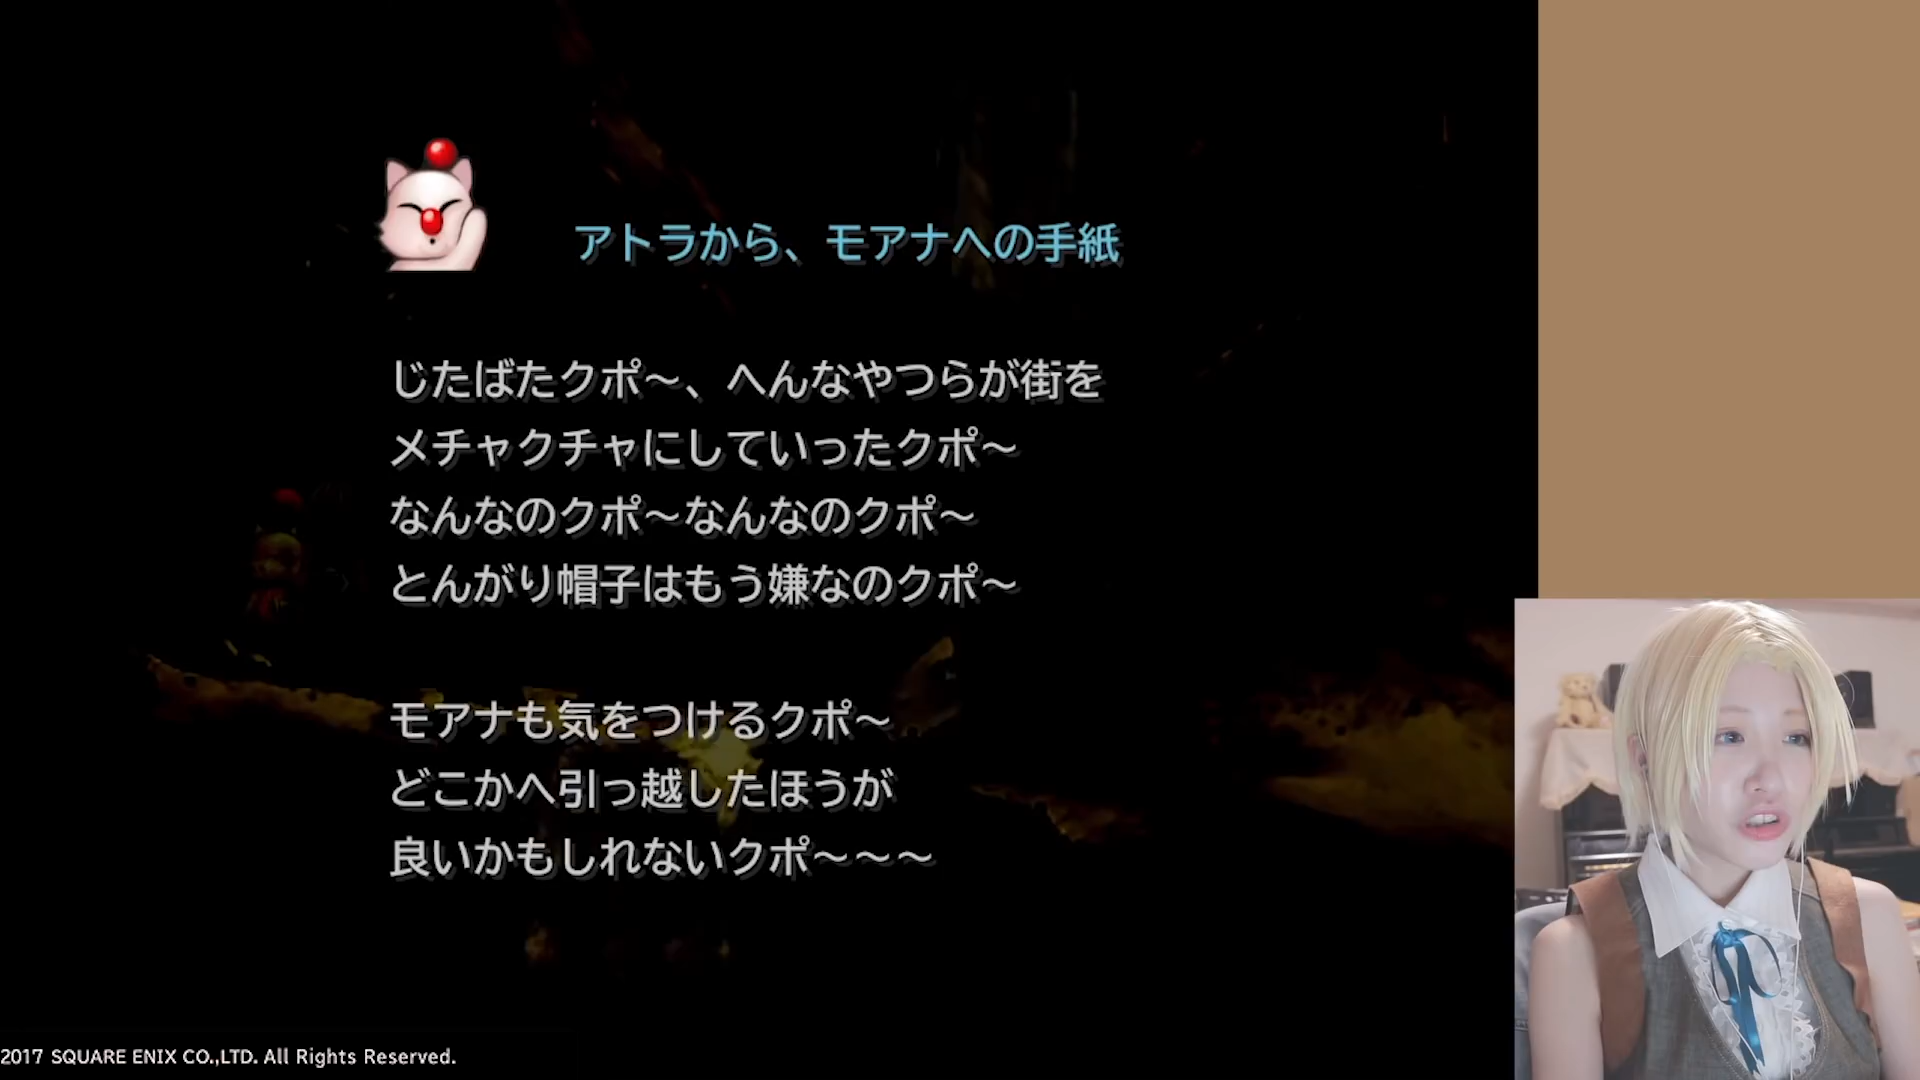 アトラから、モアナへの手紙
じたばたクポ～、へんなやつらが街を
メチャクチャにしていったクポ～
なんなのクポ～なんなのクポ～
とんがり帽子はもう嫌なのクポ～
モアナも気をつけるクポ～
どこかへ引っ越したほうが
良いかもしれないクポ～～～
2017 SQUARE ENIX CO.,LTD. All Rights Reserved.